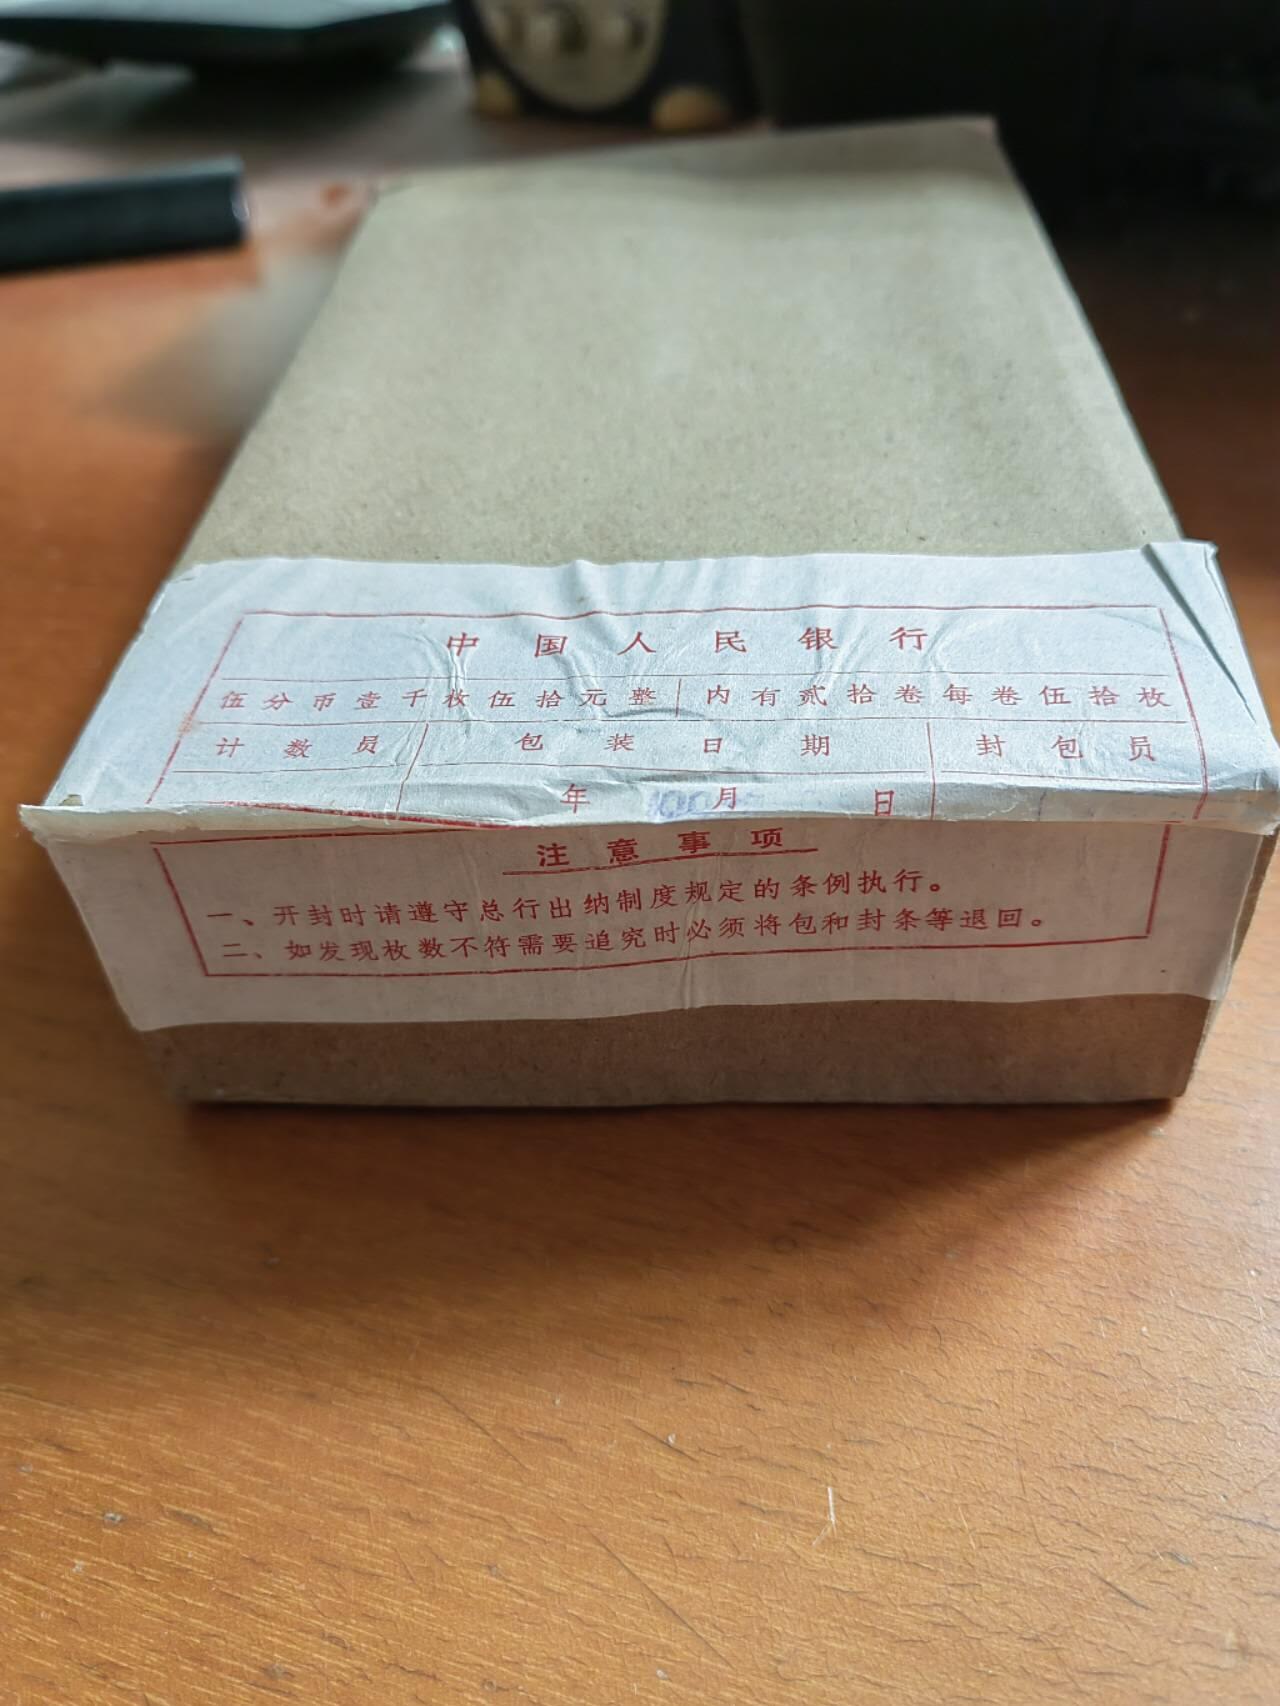 中国人民银行
伍分币壹千枚伍拾元整 内有贰拾卷每卷伍拾枚
计数员 包装日期 封包员
年 月 日
注意事项
一、开封时请遵守总行出纳制度规定的条例执行。
二、如发现枚数不符需要追究时必须将包和封条等退回。